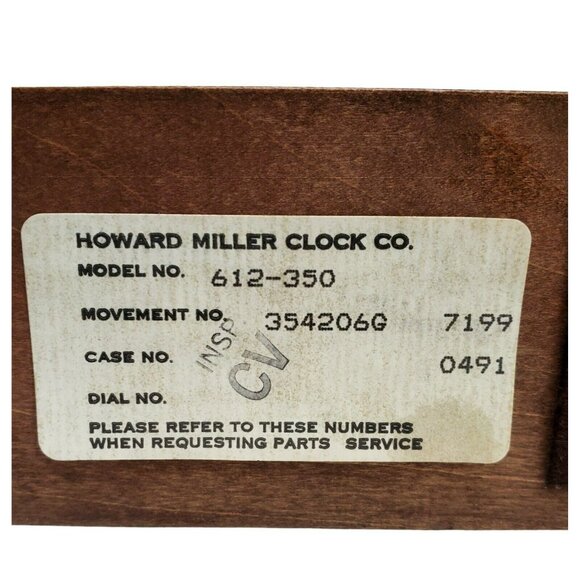 HOWARD MILLER CLOCK CO.
MODEL NO. 612-350
MOVEMENT NO. 354206G 7199
CASE NO. 0491
INSP.
CV
DIAL NO.
PLEASE REFER TO THESE NUMBERS
WHEN REQUESTING PARTS SERVICE